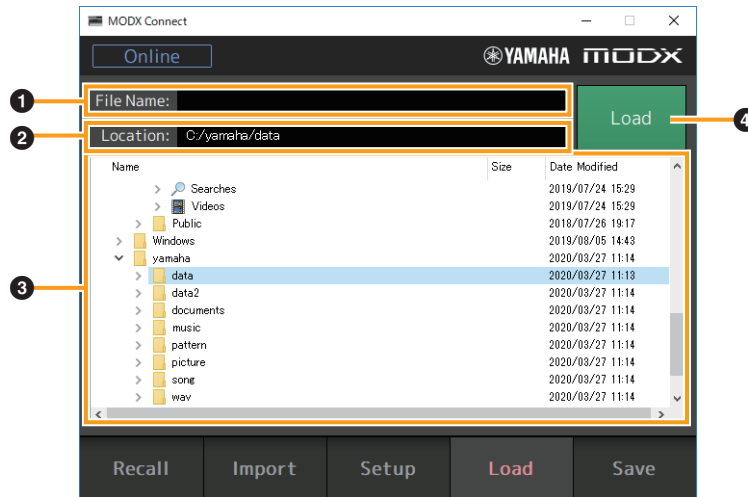 MODX Connect
Online
YAMAHA MODX
1
File Name:
Load
4
2
Location: C:/yamaha/data
Name Size Date Modified
Searches 2019/07/24 15:29
Videos 2019/07/24 15:29
Public 2018/07/26 19:17
Windows 2019/08/05 14:43
yamaha 2020/03/27 11:14
3
data 2020/03/27 11:13
data2 2020/03/27 11:14
documents 2020/03/27 11:14
music 2020/03/27 11:14
pattern 2020/03/27 11:14
picture 2020/03/27 11:14
song 2020/03/27 11:14
wav 2020/03/27 11:14
Recall Import Setup Load Save